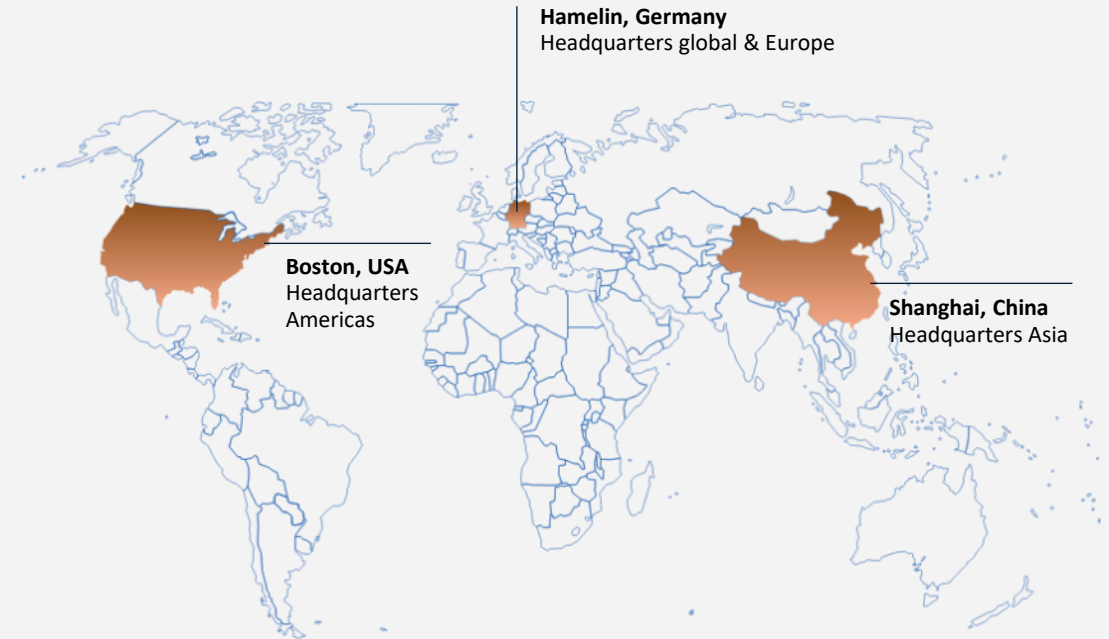 Hamelin, Germany
Headquarters global & Europe
Boston, USA
Headquarters
Americas
Shanghai, China
Headquarters Asia